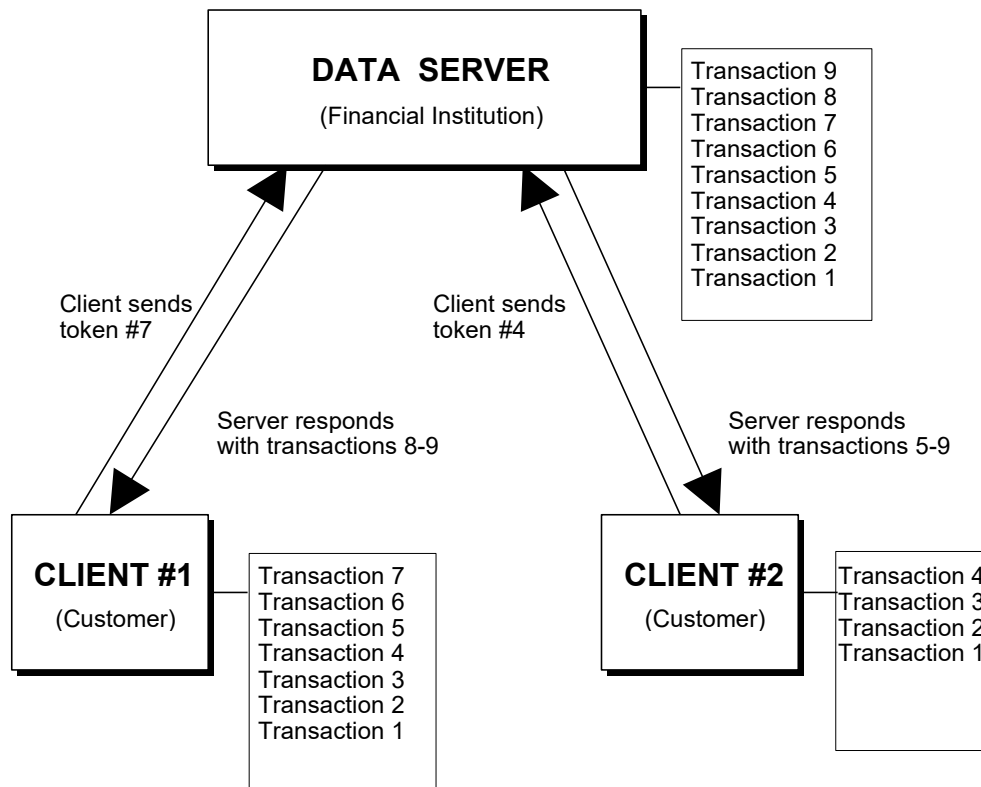 DATA SERVER
(Financial Institution)
Transaction 9
Transaction 8
Transaction 7
Transaction 6
Transaction 5
Transaction 4
Transaction 3
Transaction 2
Transaction 1
Client sends
token #7
Client sends
token #4
Server responds
with transactions 8-9
Server responds
with transactions 5-9
CLIENT #1
(Customer)
Transaction 7
Transaction 6
Transaction 5
Transaction 4
Transaction 3
Transaction 2
Transaction 1
CLIENT #2
(Customer)
Transaction 4
Transaction 3
Transaction 2
Transaction 1